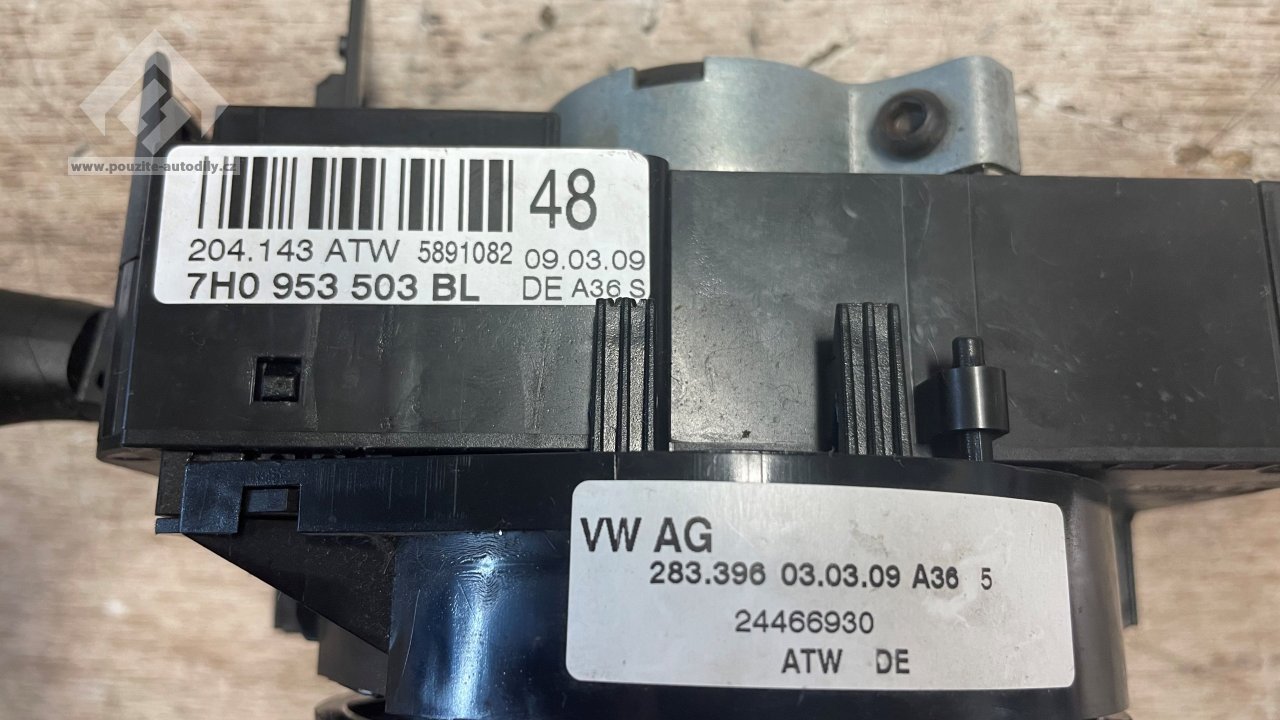 www.pouzite-autodily.cz
48
204.143 ATW 5891082 09.03.09
7H0 953 503 BL DE A36 S
VW AG
283.396 03.03.09 A36 5
24466930
ATW DE